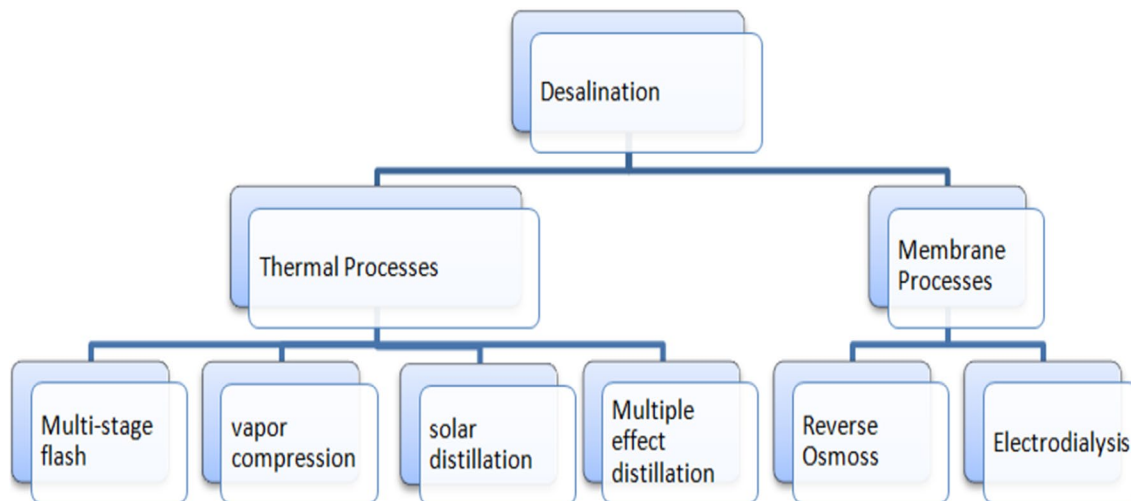 Desalination
Thermal Processes
Membrane
Processes
Multi-stage
flash
vapor
compression
solar
distillation
Multiple
effect
distillation
Reverse
Osmoss
Electrodialysis